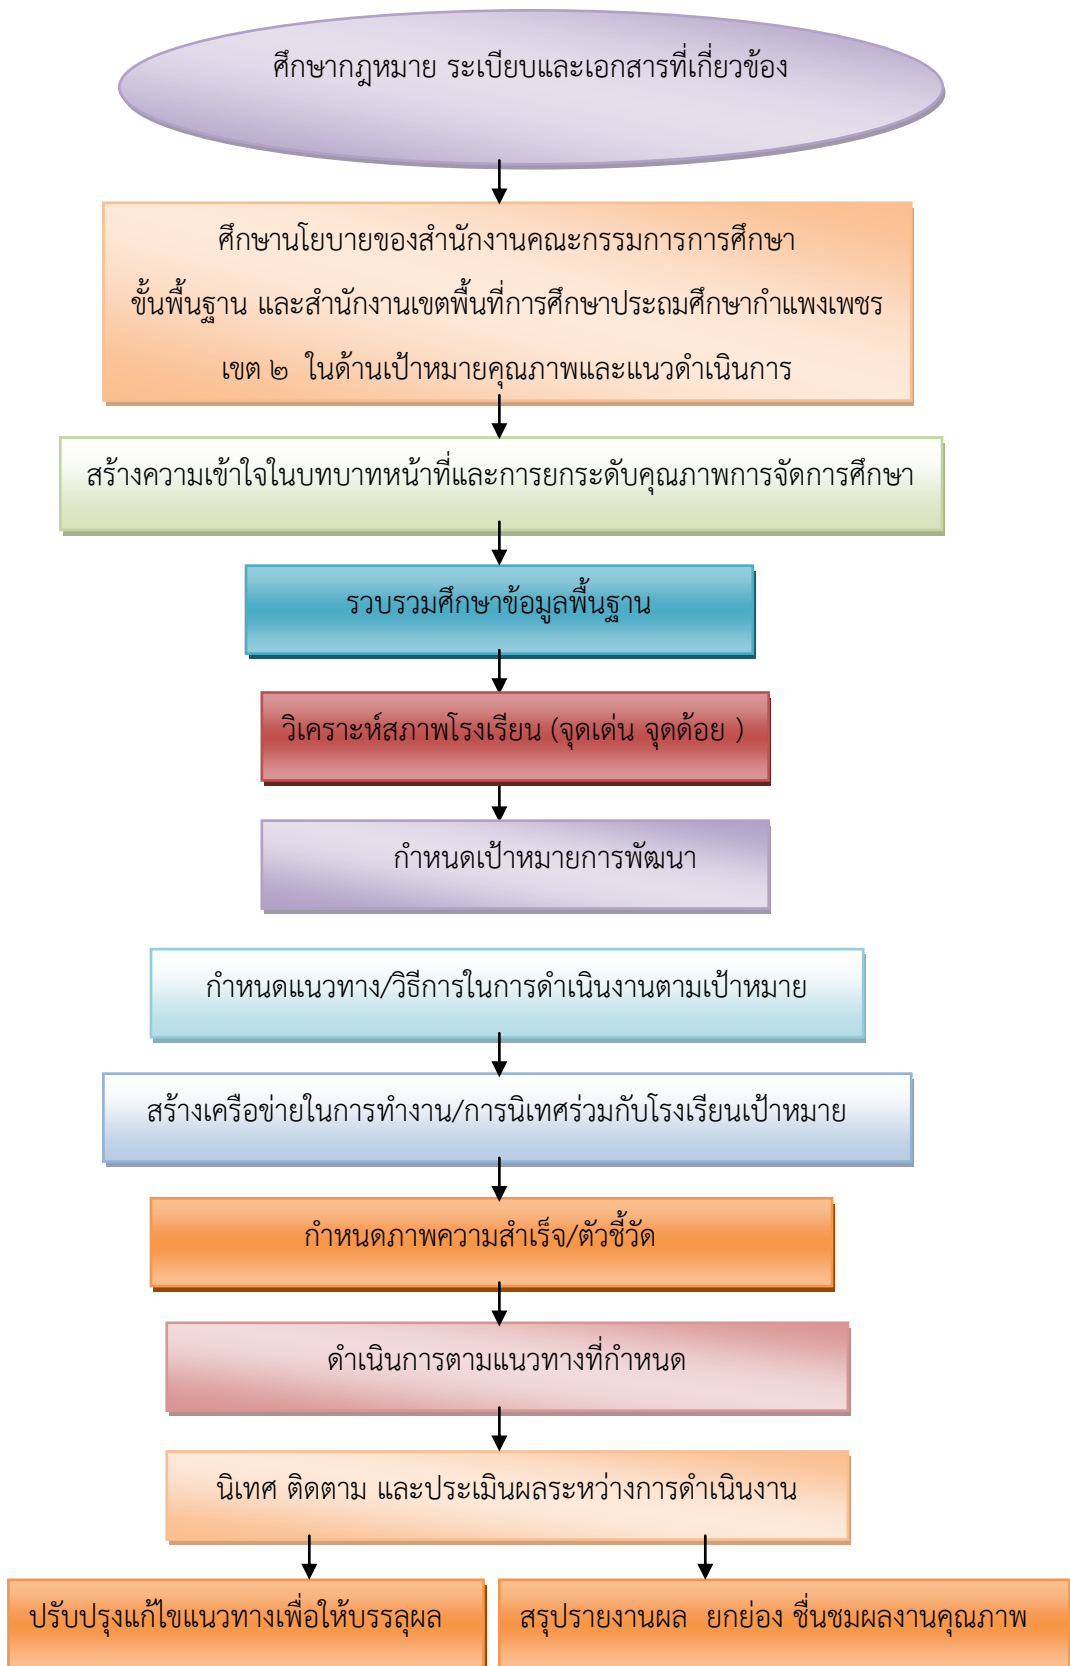 ศึกษากฎหมาย ระเบียบและเอกสารที่เกี่ยวข้อง
ศึกษานโยบายของสำนักงานคณะกรรมการการศึกษา
ขั้นพื้นฐาน และสำนักงานเขตพื้นที่การศึกษาประถมศึกษากำแพงเพชร
เขต ๒ ในด้านเป้าหมายคุณภาพและแนวดำเนินการ
สร้างความเข้าใจในบทบาทหน้าที่และการยกระดับคุณภาพการจัดการศึกษา
รวบรวมศึกษาข้อมูลพื้นฐาน
วิเคราะห์สภาพโรงเรียน (จุดเด่น จุดด้อย )
กำหนดเป้าหมายการพัฒนา
กำหนดแนวทาง/วิธีการในการดำเนินงานตามเป้าหมาย
สร้างเครือข่ายในการทำงาน/การนิเทศร่วมกับโรงเรียนเป้าหมาย
กำหนดภาพความสำเร็จ/ตัวชี้วัด
ดำเนินการตามแนวทางที่กำหนด
นิเทศ ติดตาม และประเมินผลระหว่างการดำเนินงาน
ปรับปรุงแก้ไขแนวทางเพื่อให้บรรลุผล
สรุปรายงานผล ยกย่อง ชื่นชมผลงานคุณภาพ